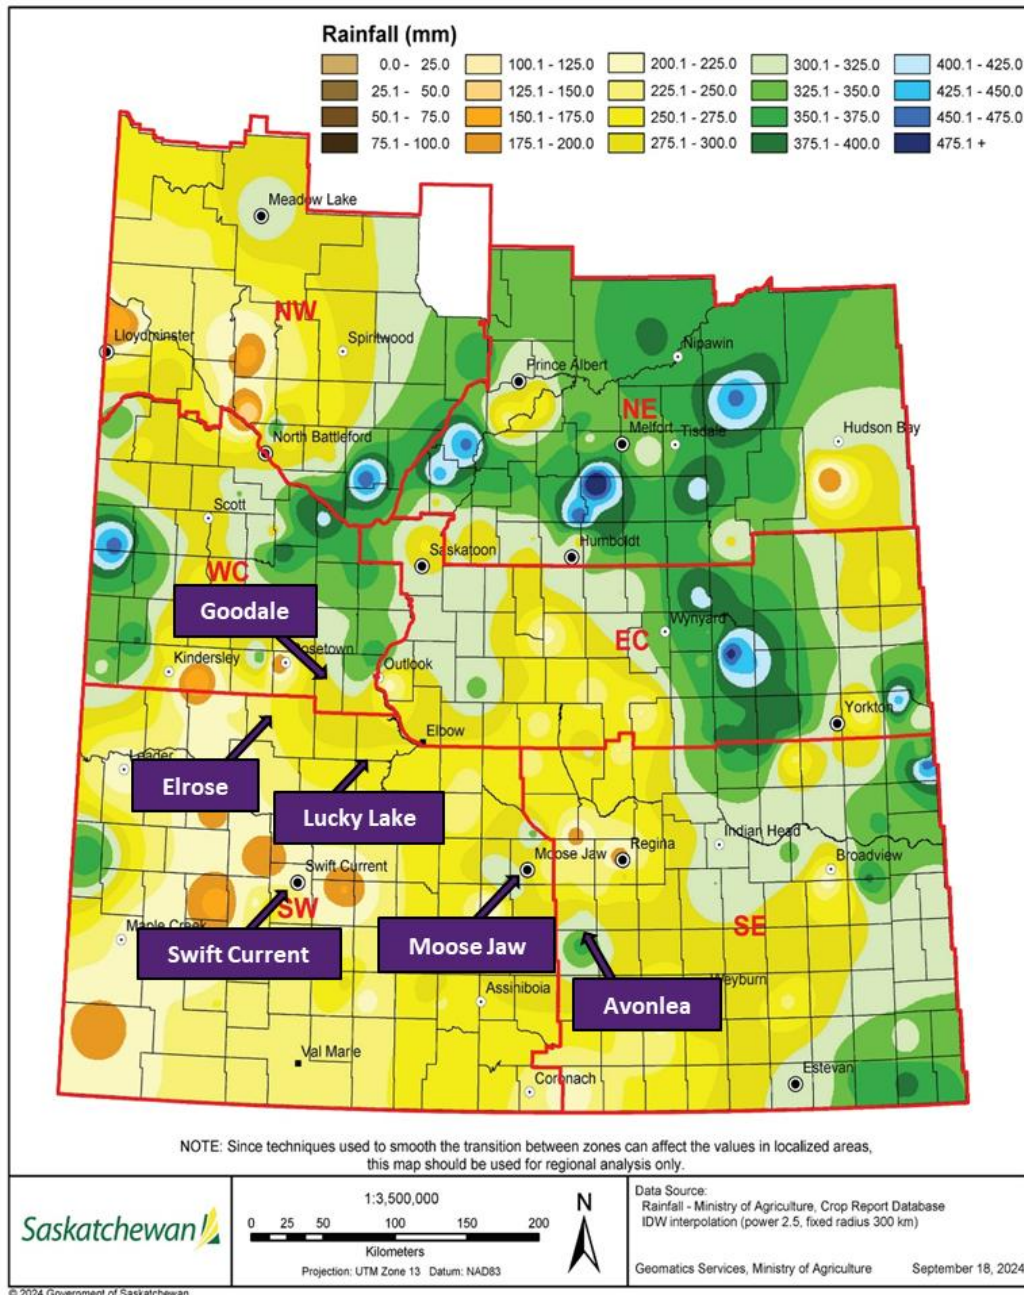 Rainfall (mm)
0.0 - 25.0
25.1 - 50.0
50.1 - 75.0
75.1 - 100.0
100.1 - 125.0
125.1 - 150.0
150.1 - 175.0
175.1 - 200.0
200.1 - 225.0
225.1 - 250.0
250.1 - 275.0
275.1 - 300.0
300.1 - 325.0
325.1 - 350.0
350.1 - 375.0
375.1 - 400.0
400.1 - 425.0
425.1 - 450.0
450.1 - 475.0
475.1 +
Meadow Lake
NW
Lloydminster
Spiritwood
Prince Albert
Nipawin
NE
Melfort
Tisdale
Hudson Bay
North Battleford
Scott
Saskatoon
Humboldt
WC
Goodale
Wynyard
EC
Kindersley
Rosetown
Outlook
Yorkton
Elbow
Leader
Elrose
Lucky Lake
Indian Head
Moose Jaw
Regina
Broadview
Swift Current
SW
Maple Creek
Swift Current
Moose Jaw
SE
Weyburn
Assiniboia
Avonlea
Val Marie
Coronach
Estevan
NOTE: Since techniques used to smooth the transition between zones can affect the values in localized areas,
this map should be used for regional analysis only.
Saskatchewan
1:3,500,000
0 25 50 100 150 200
Kilometers
Projection: UTM Zone 13 Datum: NAD83
N
Data Source:
Rainfall - Ministry of Agriculture, Crop Report Database
IDW interpolation (power 2.5, fixed radius 300 km)
Geomatics Services, Ministry of Agriculture September 18, 2024
© 2024 Government of Saskatchewan